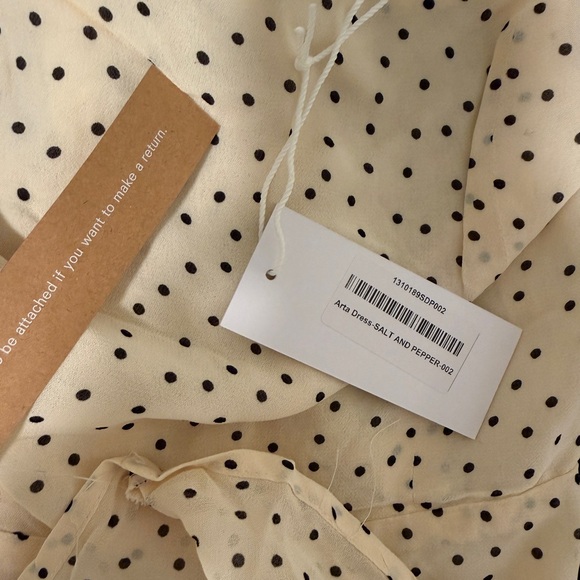 be attached if you want to make a return.
1310189SDP002
Arta Dress-SALT AND PEPPER-002